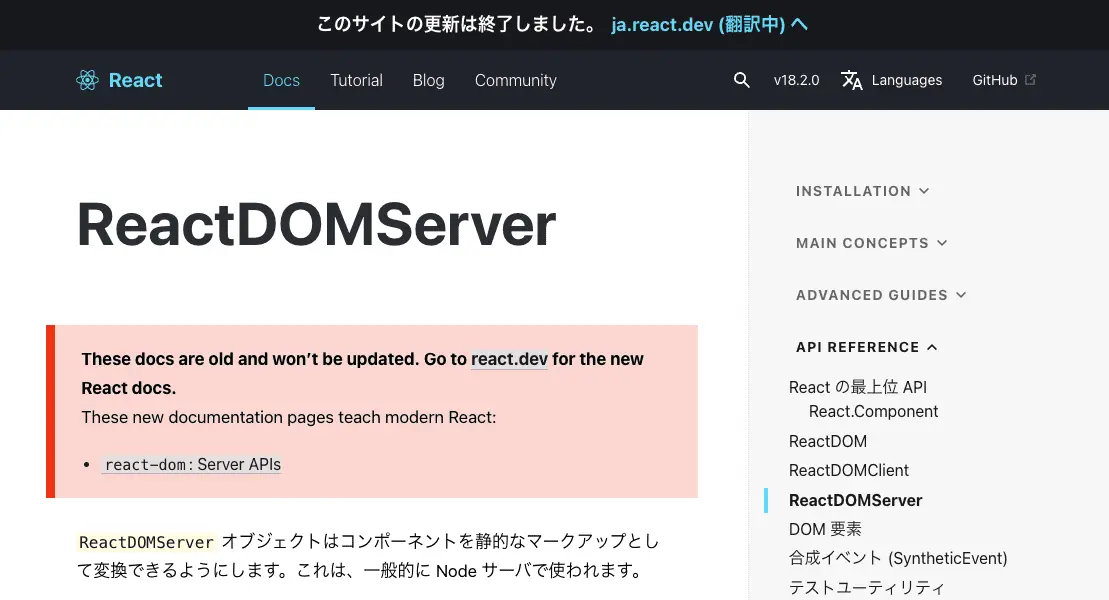 このサイトの更新は終了しました。 ja.react.dev (翻訳中) へ
React Docs Tutorial Blog Community v18.2.0 Languages GitHub
ReactDOMServer
These docs are old and won’t be updated. Go to react.dev for the new
React docs.
These new documentation pages teach modern React:
• react-dom: Server APIs
ReactDOMServer オブジェクトはコンポーネントを静的なマークアップとし
て変換できるようにします。これは、一般的に Node サーバで使われます。
INSTALLATION
MAIN CONCEPTS
ADVANCED GUIDES
API REFERENCE
React の最上位 API
React.Component
ReactDOM
ReactDOMClient
ReactDOMServer
DOM 要素
合成イベント (SyntheticEvent)
テストユーティリティ